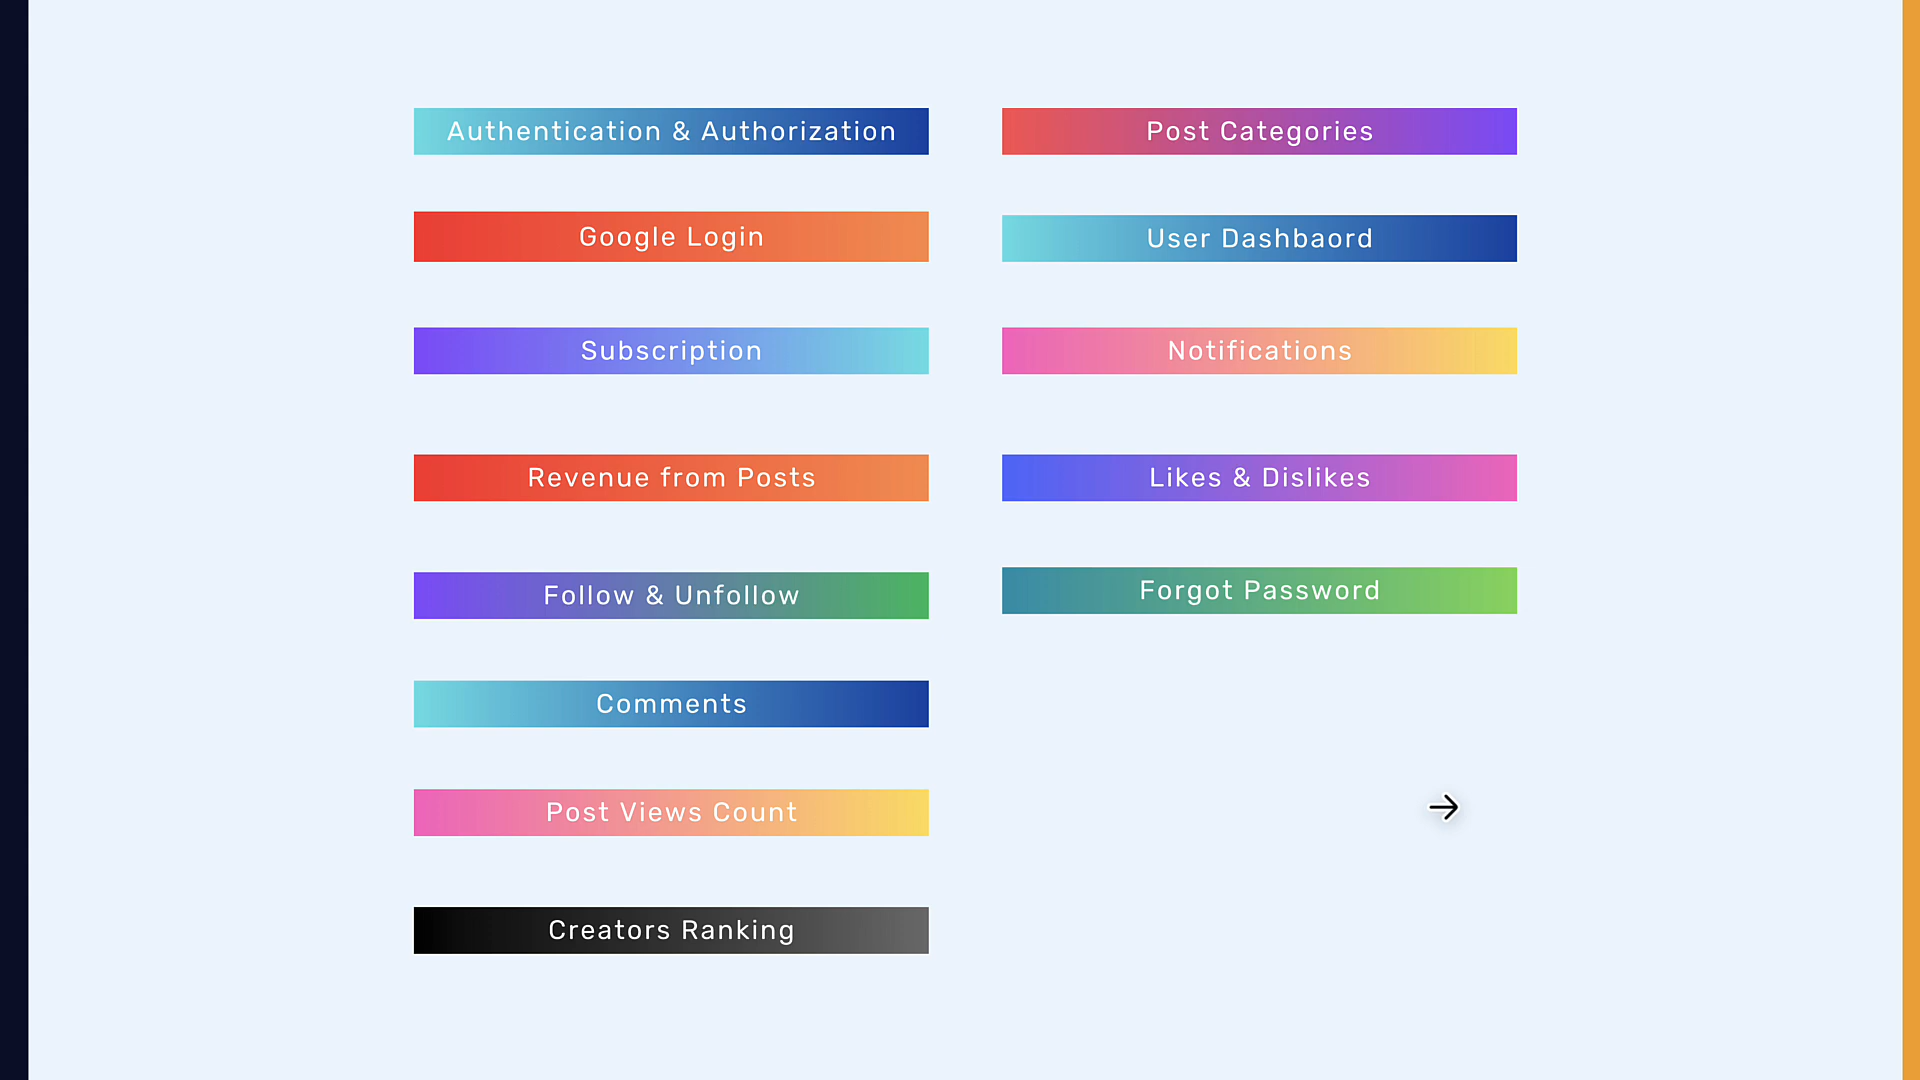 Authentication & Authorization
Google Login
Subscription
Revenue from Posts
Follow & Unfollow
Comments
Post Views Count
Creators Ranking
Post Categories
User Dashbaord
Notifications
Likes & Dislikes
Forgot Password